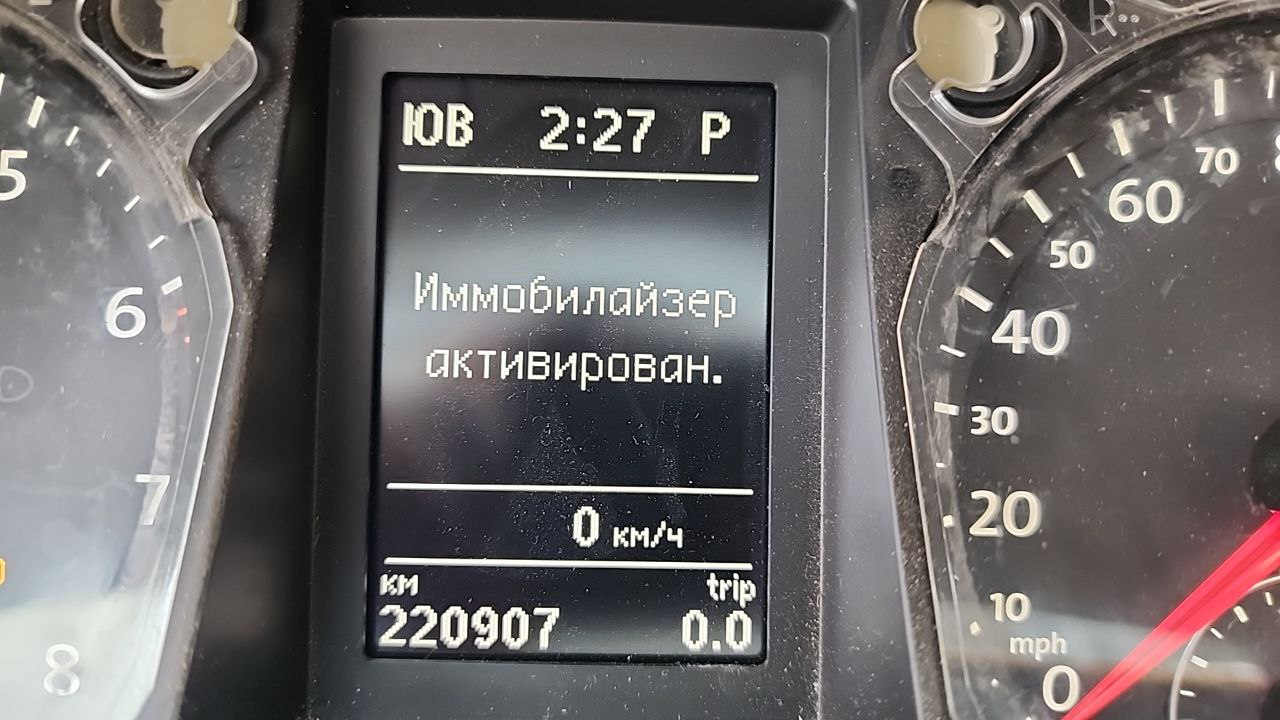 ЮВ 2:27 P
Иммобилайзер
активирован.
0 км/ч
км trip
220907 0.0
5
6
7
8
70
60
50
40
30
20
10
mph
0